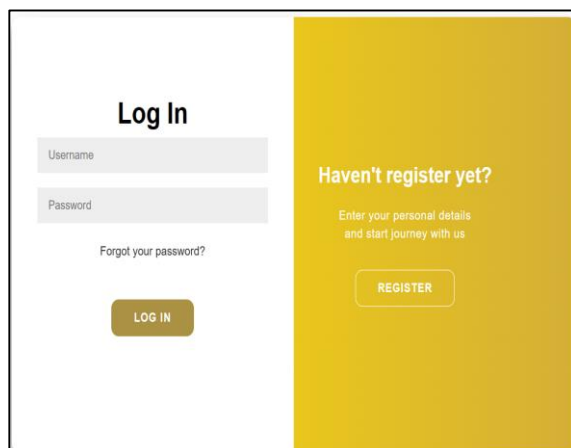 Log In
Username
Password
Forgot your password?
LOG IN
Haven't register yet?
Enter your personal details
and start journey with us
REGISTER